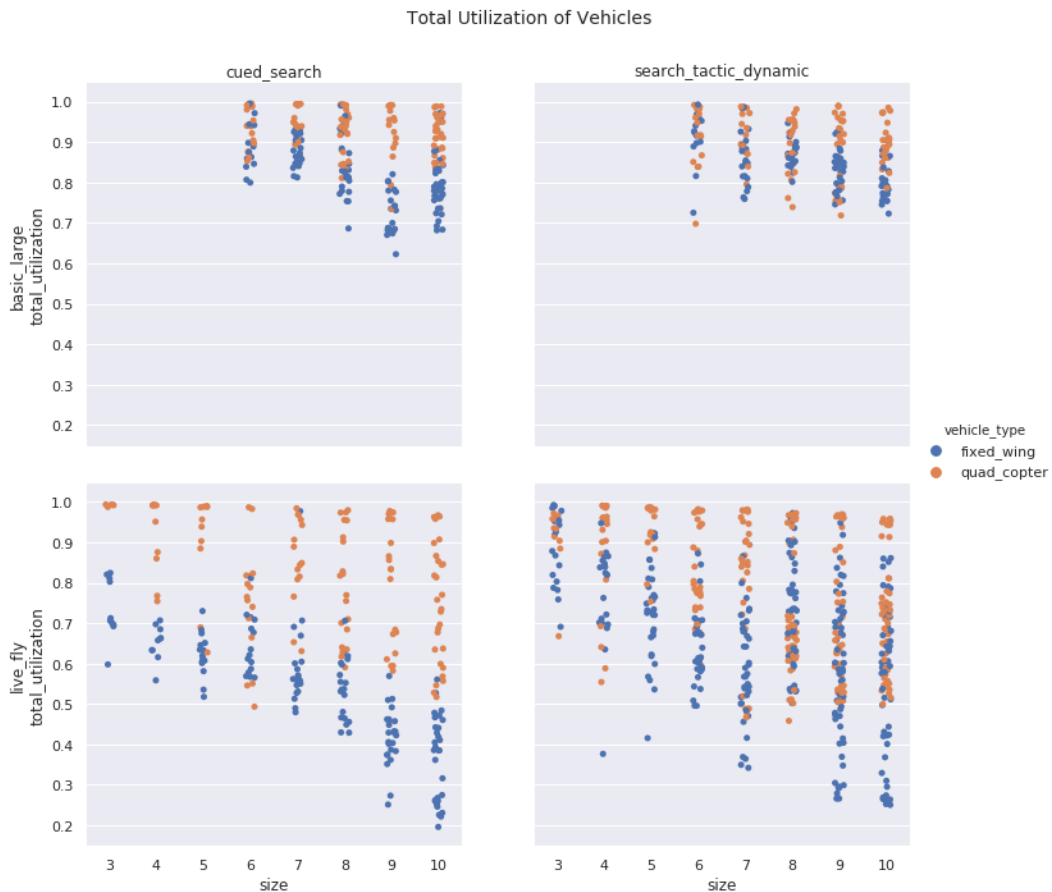 Total Utilization of Vehicles
cued_search
search_tactic_dynamic
basic_large
total_utilization
1.0
0.9
0.8
0.7
0.6
0.5
0.4
0.3
0.2
vehicle_type
fixed_wing
quad_copter
live_fly
total_utilization
1.0
0.9
0.8
0.7
0.6
0.5
0.4
0.3
0.2
3 4 5 6 7 8 9 10
size
3 4 5 6 7 8 9 10
size